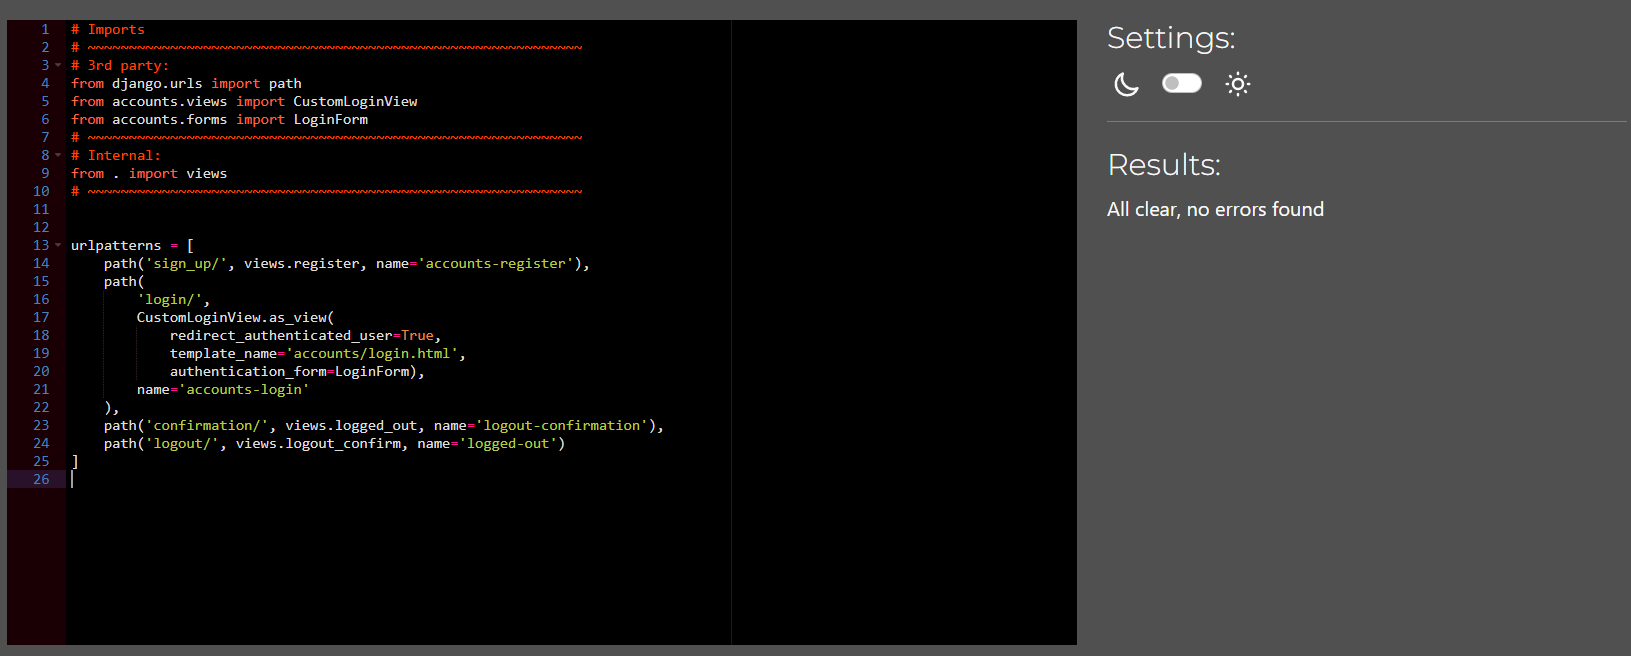 1 # Imports
2 # ~~~~~~~~~~~~~~~~~~~~~~~~~~~~~~~~~~~~~~~~~~~~~~~~~~~~~~~~~~~~
3 # 3rd party:
4 from django.urls import path
5 from accounts.views import CustomLoginView
6 from accounts.forms import LoginForm
7 # ~~~~~~~~~~~~~~~~~~~~~~~~~~~~~~~~~~~~~~~~~~~~~~~~~~~~~~~~~~~~
8 # Internal:
9 from . import views
10 # ~~~~~~~~~~~~~~~~~~~~~~~~~~~~~~~~~~~~~~~~~~~~~~~~~~~~~~~~~~~~
11
12
13 urlpatterns = [
14     path('sign_up/', views.register, name='accounts-register'),
15     path(
16         'login/',
17         CustomLoginView.as_view(
18             redirect_authenticated_user=True,
19             template_name='accounts/login.html',
20             authentication_form=LoginForm),
21         name='accounts-login'
22     ),
23     path('confirmation/', views.logged_out, name='logout-confirmation'),
24     path('logout/', views.logout_confirm, name='logged-out')
25 ]
26
Settings:
Results:
All clear, no errors found